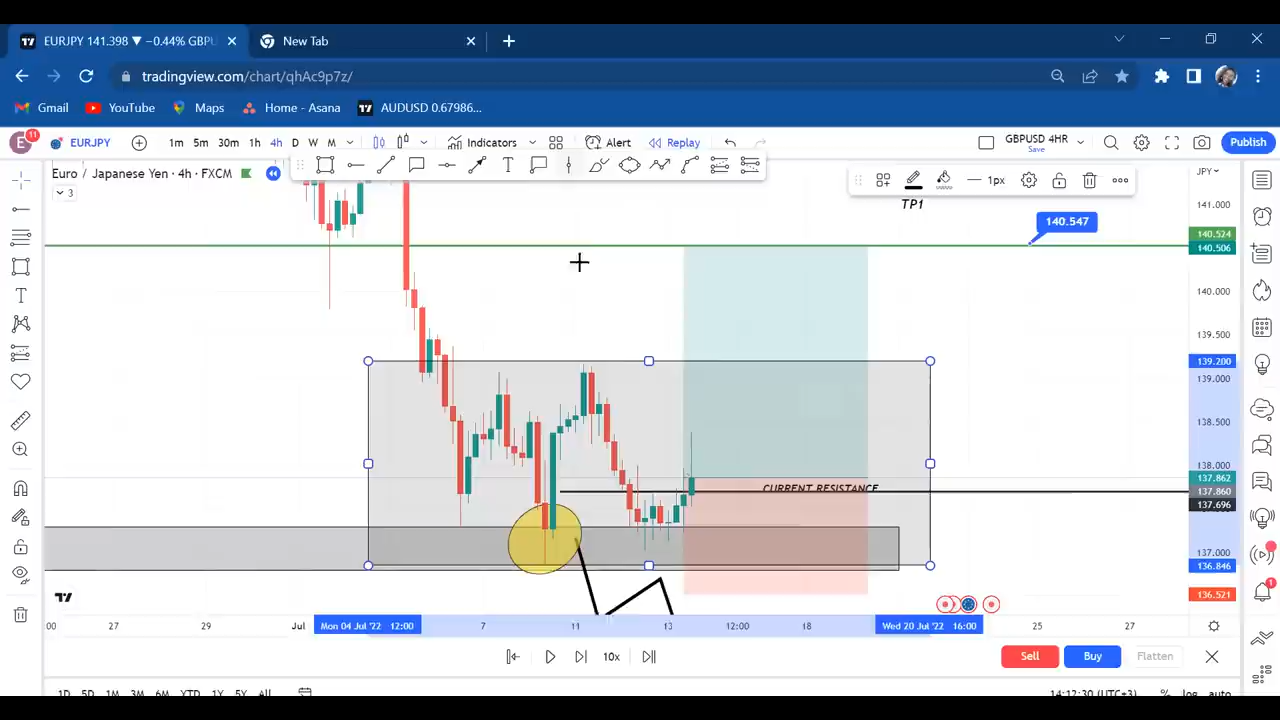 EURJPY 141.398 ▼ −0.44% GBPU
New Tab
tradingview.com/chart/qhAc9p7z/
Gmail YouTube Maps Home - Asana AUDUSD 0.67986...
E 11 EURJPY 1m 5m 30m 1h 4h D W M Indicators Alert Replay GBPUSD 4HR Save Publish
Euro / Japanese Yen · 4h · FXCM
3
1px
JPY
TP1
141.000
140.547
140.524
140.506
140.000
139.500
139.200
139.000
138.500
138.000
137.862
CURRENT RESISTANCE
137.860
137.696
137.000
136.846
136.521
:00 27 29 Jul Mon 04 Jul '22 12:00 7 11 13 12:00 18 Wed 20 Jul '22 16:00 25 27
10x
Sell Buy Flatten
1D 5D 1M 3M 6M YTD 1Y 5Y All 14:12:30 (UTC+3) % log auto